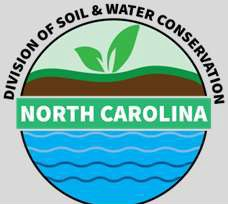 DIVISION OF SOIL & WATER CONSERVATION
NORTH CAROLINA